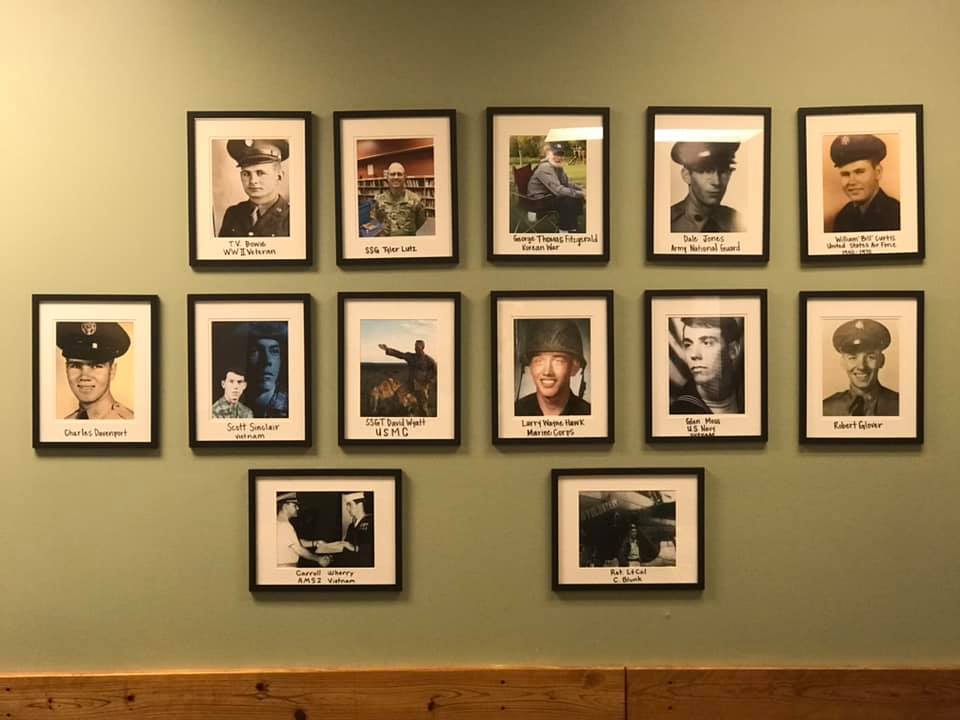 T.V. Bowie
WW II Veteran
SSG Tyler Lutz
George Thomas Fitzgerald
Korean War
Dale Jones
Army National Guard
William "Bill" Curtis
United States Air Force
Charles Davenport
Scott Sinclair
Vietnam
SSGT David Wyatt
USMC
Larry Wayne Hawk
Marine Corps
Glen Moss
US Navy
Robert Glover
Carroll Wherry
AMS2 Vietnam
Ret. Lt Col
C. Blunk